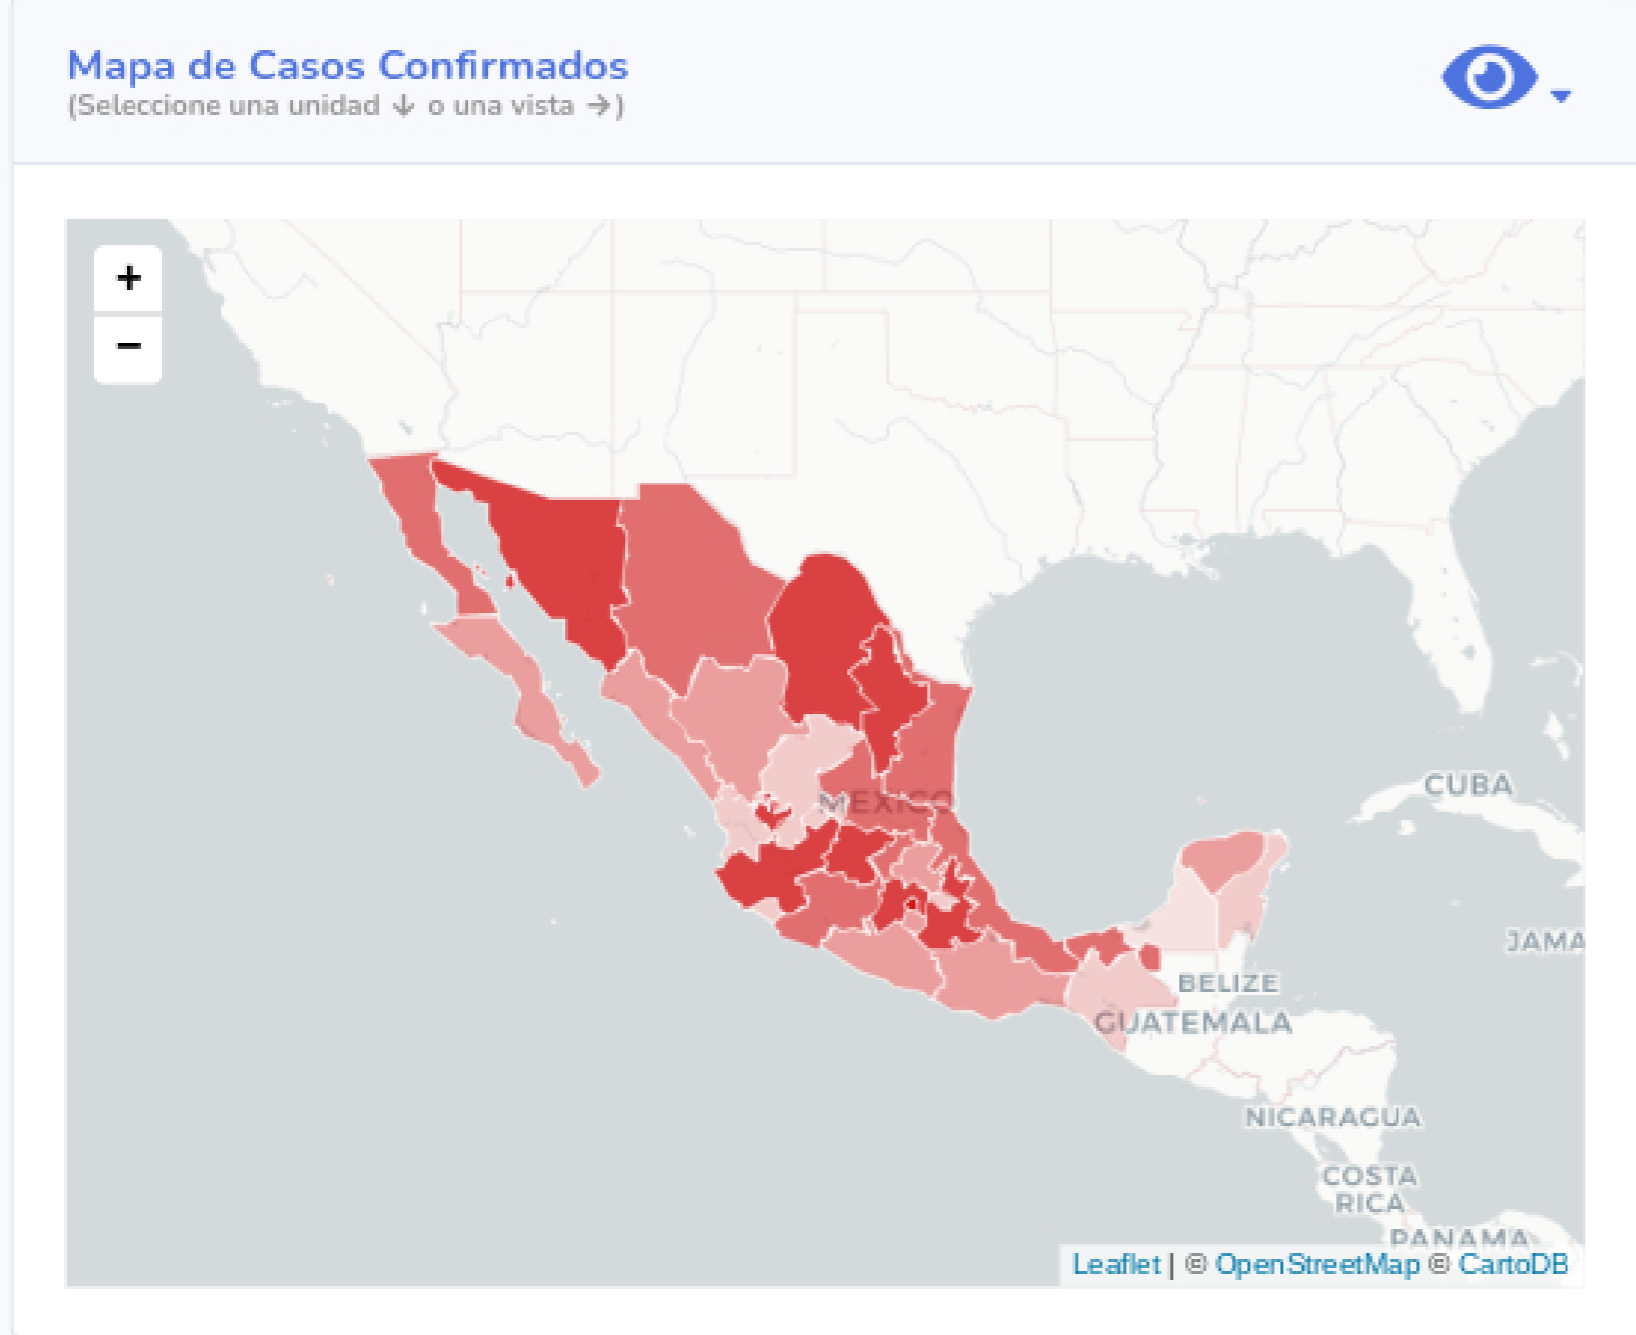 Mapa de Casos Confirmados
(Seleccione una unidad ↓ o una vista →)
+
−
MEXICO
CUBA
JAMA
BELIZE
GUATEMALA
NICARAGUA
COSTA
RICA
PANAMA
Leaflet | © OpenStreetMap © CartoDB